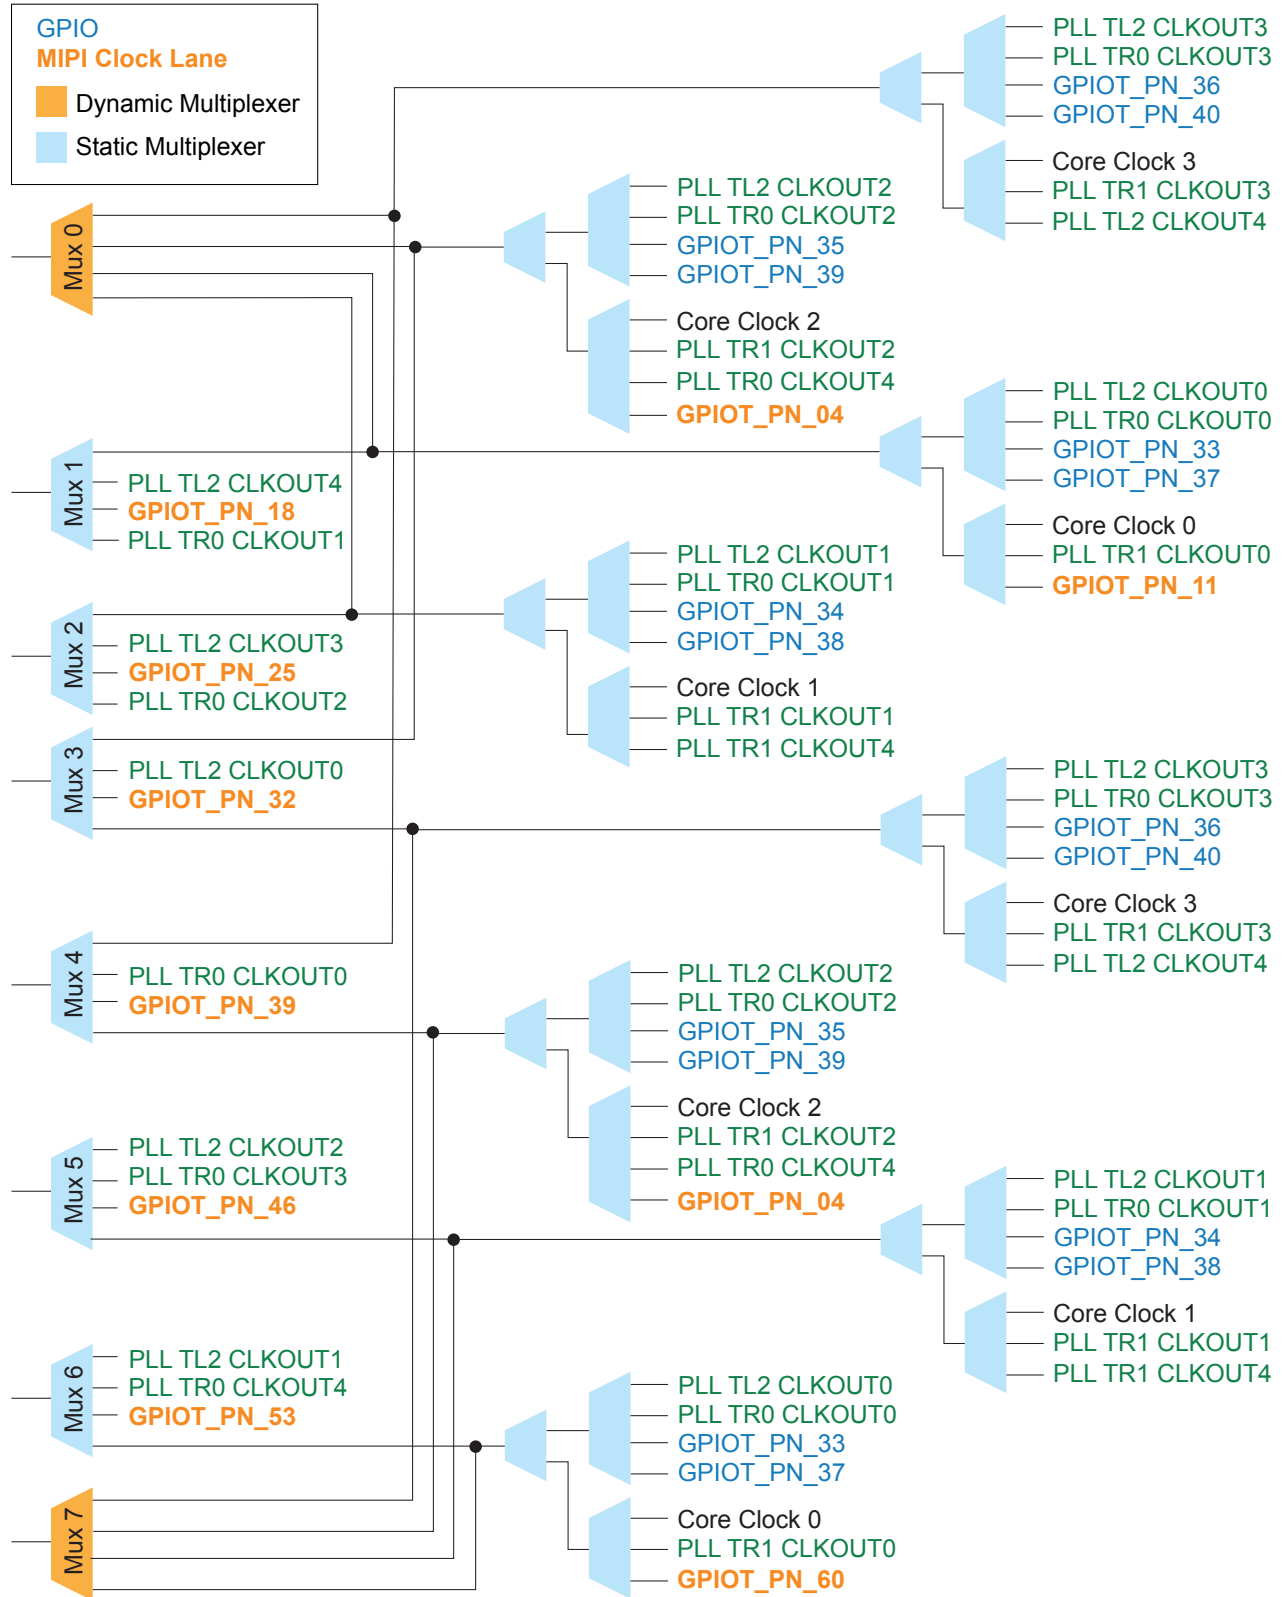 GPIO
MIPI Clock Lane
Dynamic Multiplexer
Static Multiplexer
PLL TL2 CLKOUT3
PLL TR0 CLKOUT3
GPIOT_PN_36
GPIOT_PN_40
Core Clock 3
PLL TR1 CLKOUT3
PLL TL2 CLKOUT4
Mux 0
PLL TL2 CLKOUT2
PLL TR0 CLKOUT2
GPIOT_PN_35
GPIOT_PN_39
Core Clock 2
PLL TR1 CLKOUT2
PLL TR0 CLKOUT4
GPIOT_PN_04
PLL TL2 CLKOUT0
PLL TR0 CLKOUT0
GPIOT_PN_33
GPIOT_PN_37
Core Clock 0
PLL TR1 CLKOUT0
GPIOT_PN_11
Mux 1
PLL TL2 CLKOUT4
GPIOT_PN_18
PLL TR0 CLKOUT1
PLL TL2 CLKOUT1
PLL TR0 CLKOUT1
GPIOT_PN_34
GPIOT_PN_38
Core Clock 1
PLL TR1 CLKOUT1
PLL TR1 CLKOUT4
Mux 2
PLL TL2 CLKOUT3
GPIOT_PN_25
PLL TR0 CLKOUT2
Mux 3
PLL TL2 CLKOUT0
GPIOT_PN_32
PLL TL2 CLKOUT3
PLL TR0 CLKOUT3
GPIOT_PN_36
GPIOT_PN_40
Core Clock 3
PLL TR1 CLKOUT3
PLL TL2 CLKOUT4
Mux 4
PLL TR0 CLKOUT0
GPIOT_PN_39
PLL TL2 CLKOUT2
PLL TR0 CLKOUT2
GPIOT_PN_35
GPIOT_PN_39
Core Clock 2
PLL TR1 CLKOUT2
PLL TR0 CLKOUT4
GPIOT_PN_04
Mux 5
PLL TL2 CLKOUT2
PLL TR0 CLKOUT3
GPIOT_PN_46
PLL TL2 CLKOUT1
PLL TR0 CLKOUT1
GPIOT_PN_34
GPIOT_PN_38
Core Clock 1
PLL TR1 CLKOUT1
PLL TR1 CLKOUT4
Mux 6
PLL TL2 CLKOUT1
PLL TR0 CLKOUT4
GPIOT_PN_53
PLL TL2 CLKOUT0
PLL TR0 CLKOUT0
GPIOT_PN_33
GPIOT_PN_37
Core Clock 0
PLL TR1 CLKOUT0
GPIOT_PN_60
Mux 7